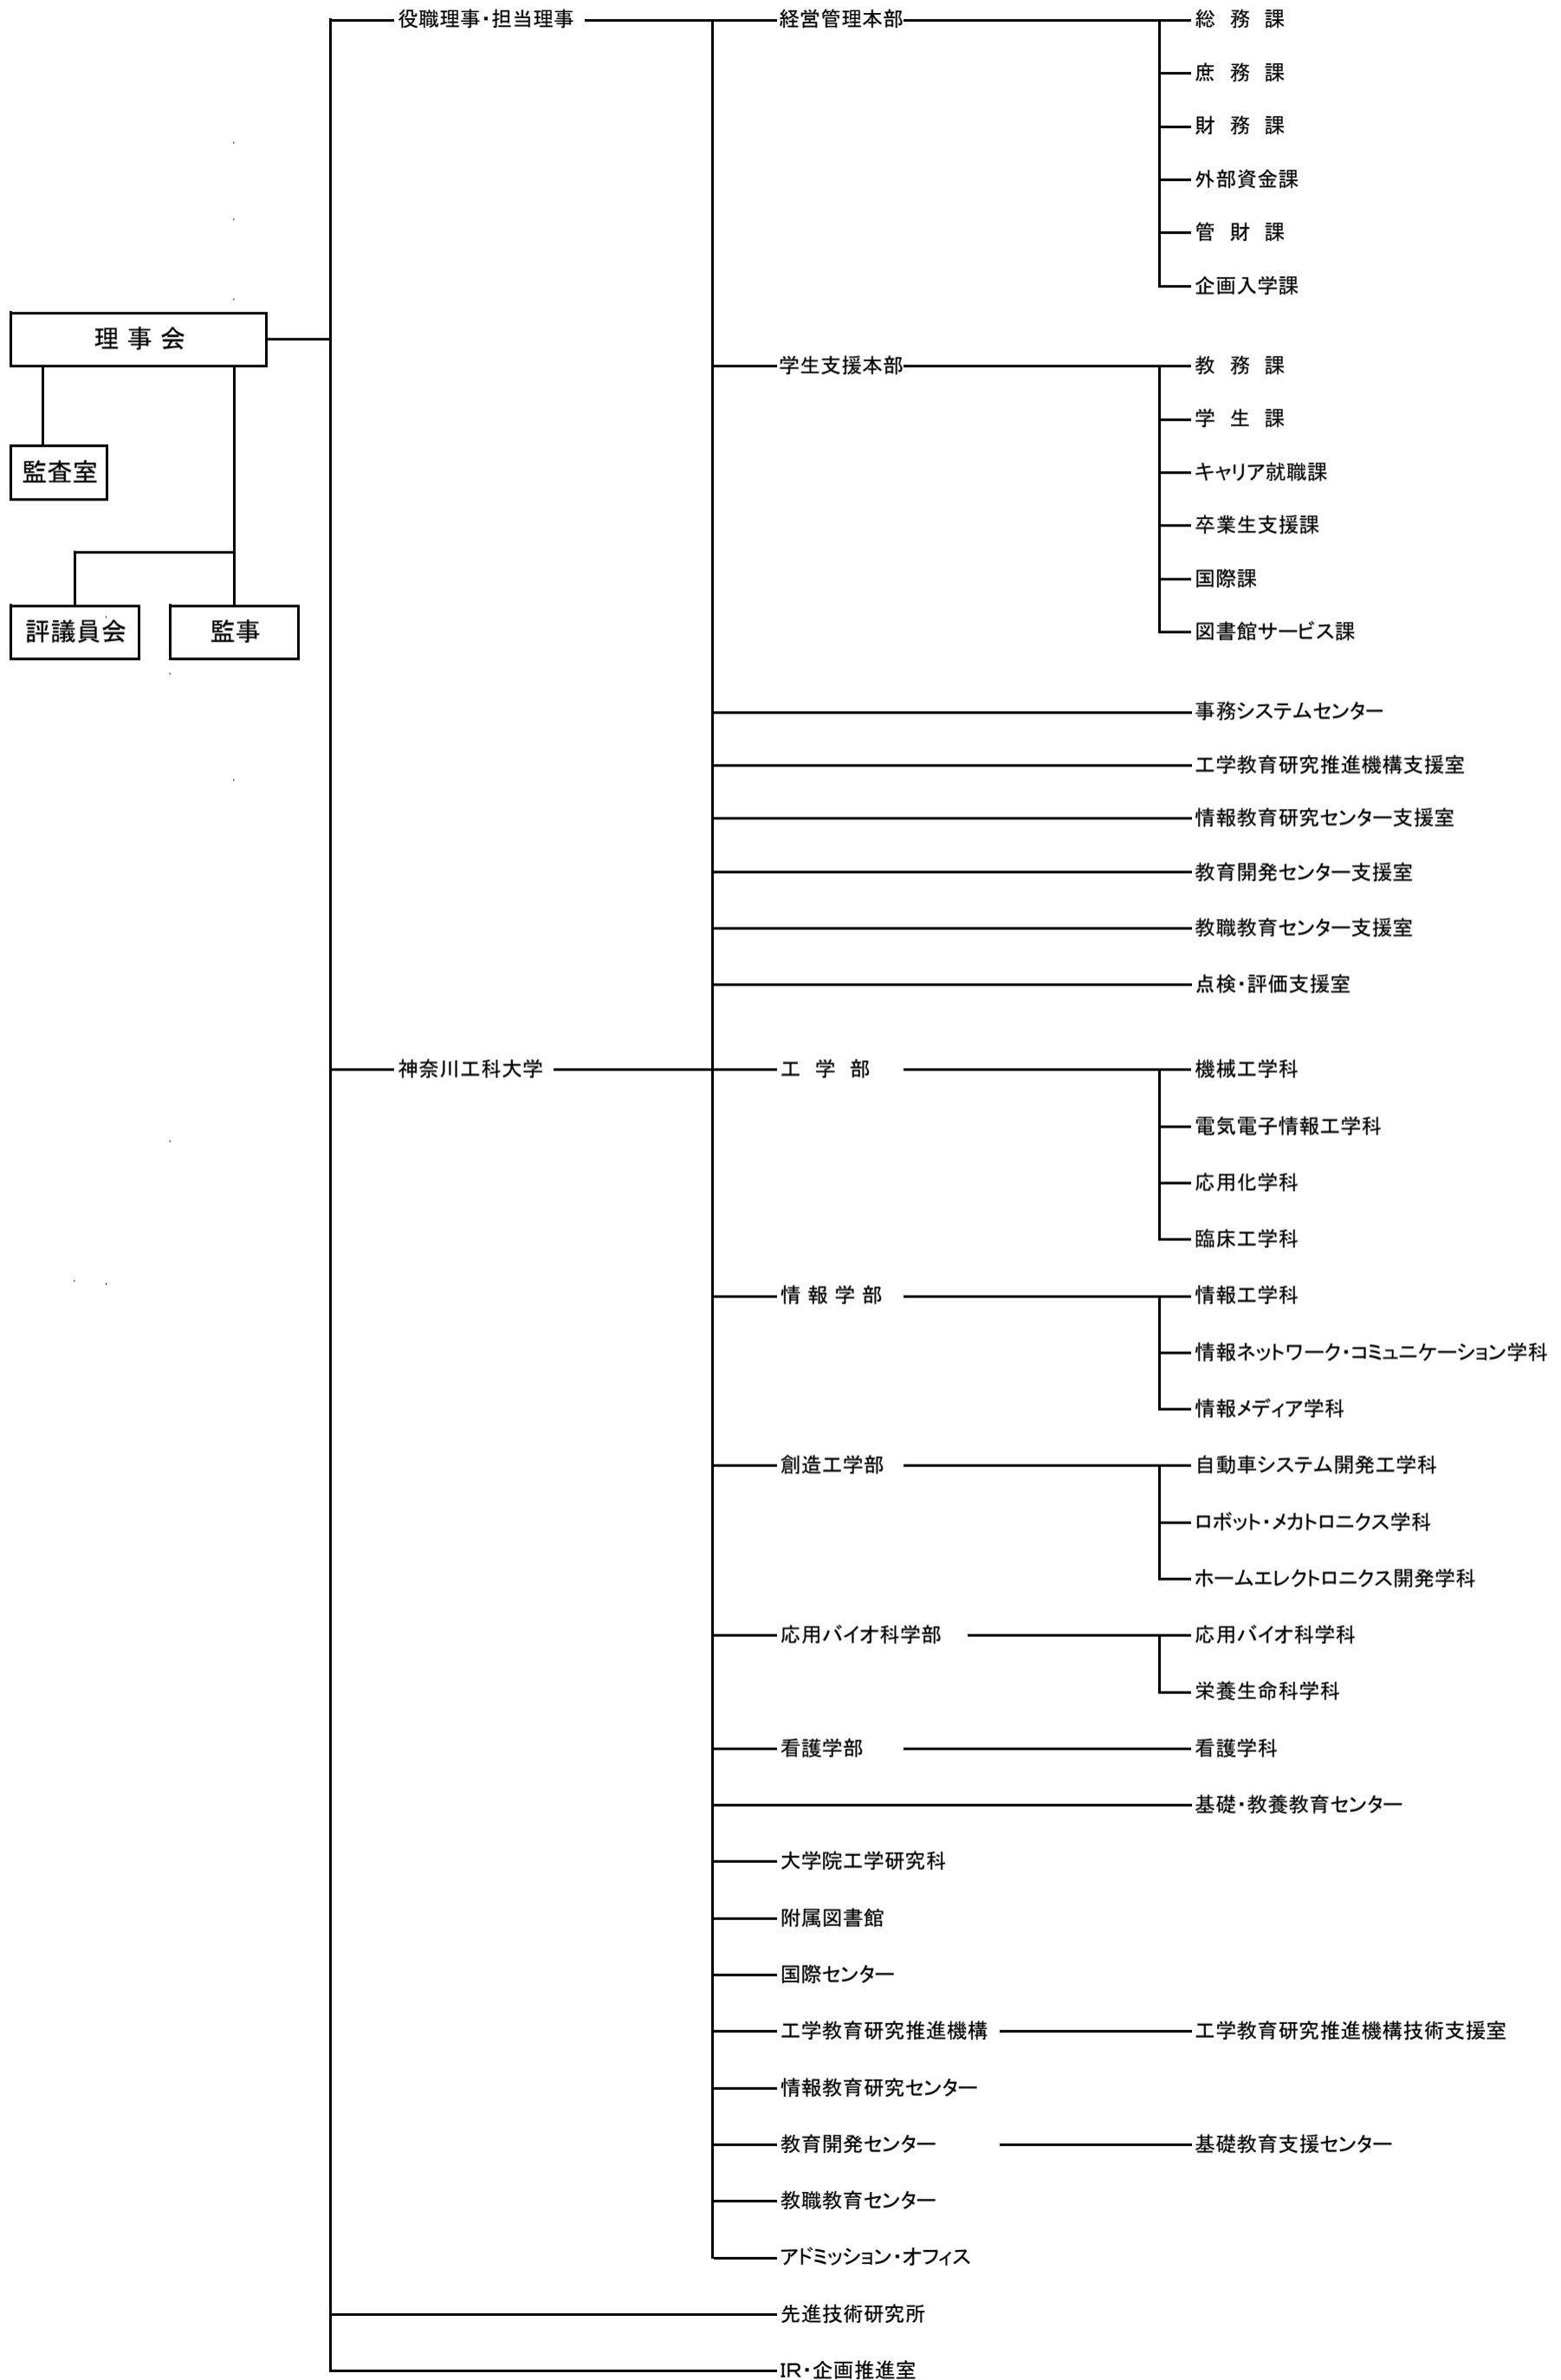 役職理事・担当理事 経営管理本部 総 務 課
庶 務 課
財 務 課
外部資金課
管 財 課
企画入学課
理 事 会
学生支援本部 教 務 課
学 生 課
キャリア就職課
監査室
卒業生支援課
国際課
評議員会 監事 図書館サービス課
事務システムセンター
工学教育研究推進機構支援室
情報教育研究センター支援室
教育開発センター支援室
教職教育センター支援室
点検・評価支援室
神奈川工科大学 工 学 部 機械工学科
電気電子情報工学科
応用化学科
臨床工学科
情 報 学 部 情報工学科
情報ネットワーク・コミュニケーション学科
情報メディア学科
創造工学部 自動車システム開発工学科
ロボット・メカトロニクス学科
ホームエレクトロニクス開発学科
応用バイオ科学部 応用バイオ科学科
栄養生命科学科
看護学部 看護学科
基礎・教養教育センター
大学院工学研究科
附属図書館
国際センター
工学教育研究推進機構 工学教育研究推進機構技術支援室
情報教育研究センター
教育開発センター 基礎教育支援センター
教職教育センター
アドミッション・オフィス
先進技術研究所
IR・企画推進室